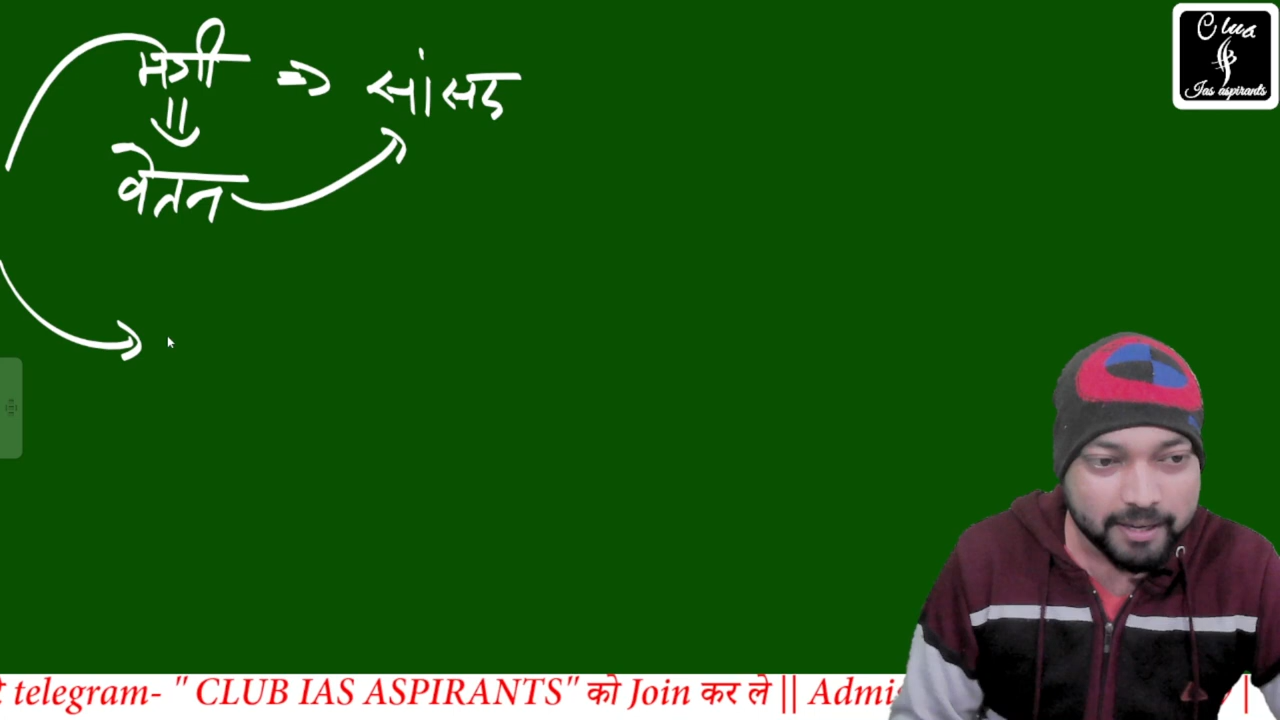 मंत्री => सांसद
वेतन
Club
Ias aspirants
telegram- " CLUB IAS ASPIRANTS" को Join कर ले || Admis
|